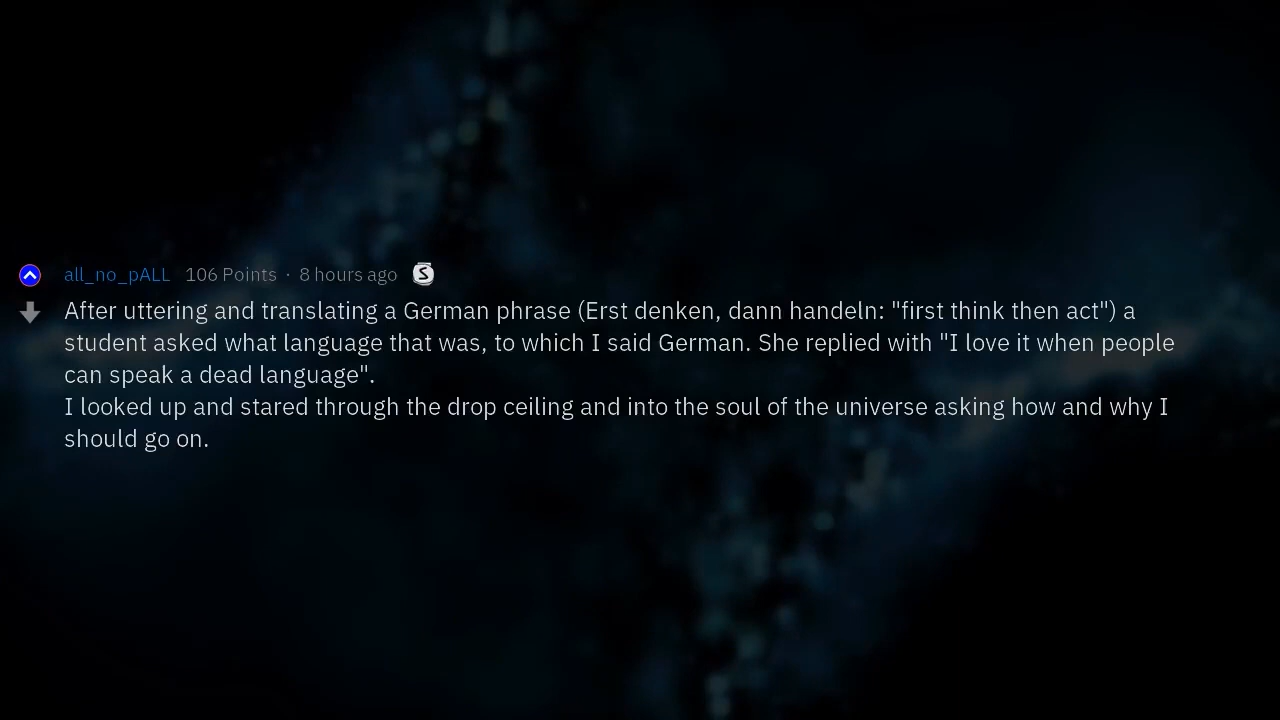 all_no_pALL 106 Points · 8 hours ago S
After uttering and translating a German phrase (Erst denken, dann handeln: "first think then act") a
student asked what language that was, to which I said German. She replied with "I love it when people
can speak a dead language".
I looked up and stared through the drop ceiling and into the soul of the universe asking how and why I
should go on.